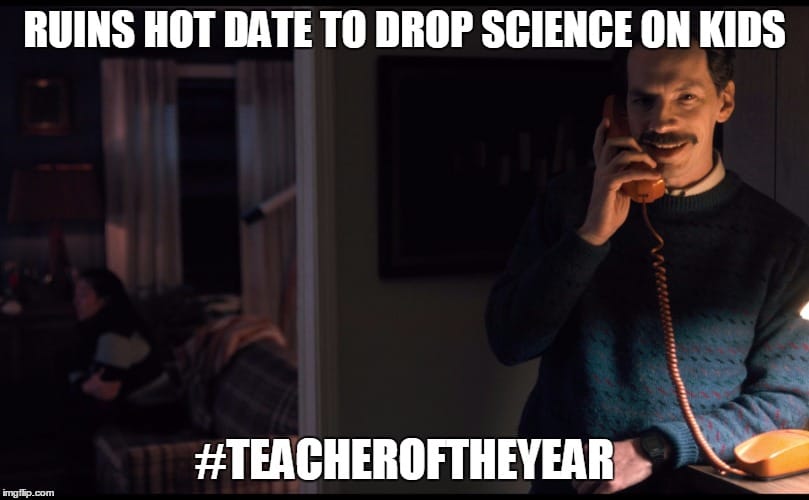 RUINS HOT DATE TO DROP SCIENCE ON KIDS
#TEACHEROFTHEYEAR
imgflip.com